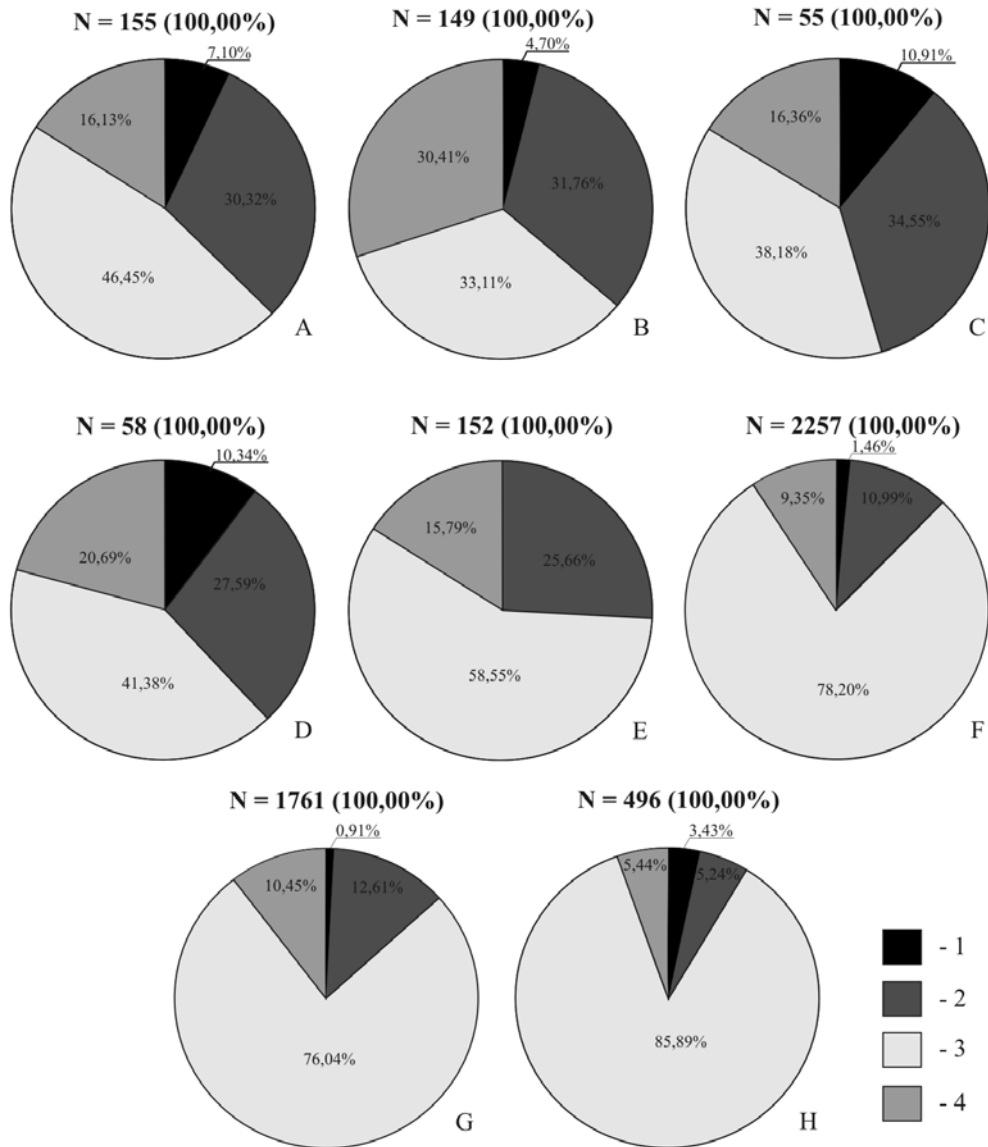 N = 155 (100,00%)
7,10%
30,32%
46,45%
16,13%
A
N = 149 (100,00%)
4,70%
31,76%
33,11%
30,41%
B
N = 55 (100,00%)
10,91%
34,55%
38,18%
16,36%
C
N = 58 (100,00%)
10,34%
27,59%
41,38%
20,69%
D
N = 152 (100,00%)
25,66%
58,55%
15,79%
E
N = 2257 (100,00%)
1,46%
10,99%
78,20%
9,35%
F
N = 1761 (100,00%)
0,91%
12,61%
76,04%
10,45%
G
N = 496 (100,00%)
3,43%
5,24%
85,89%
5,44%
H
- 1
- 2
- 3
- 4